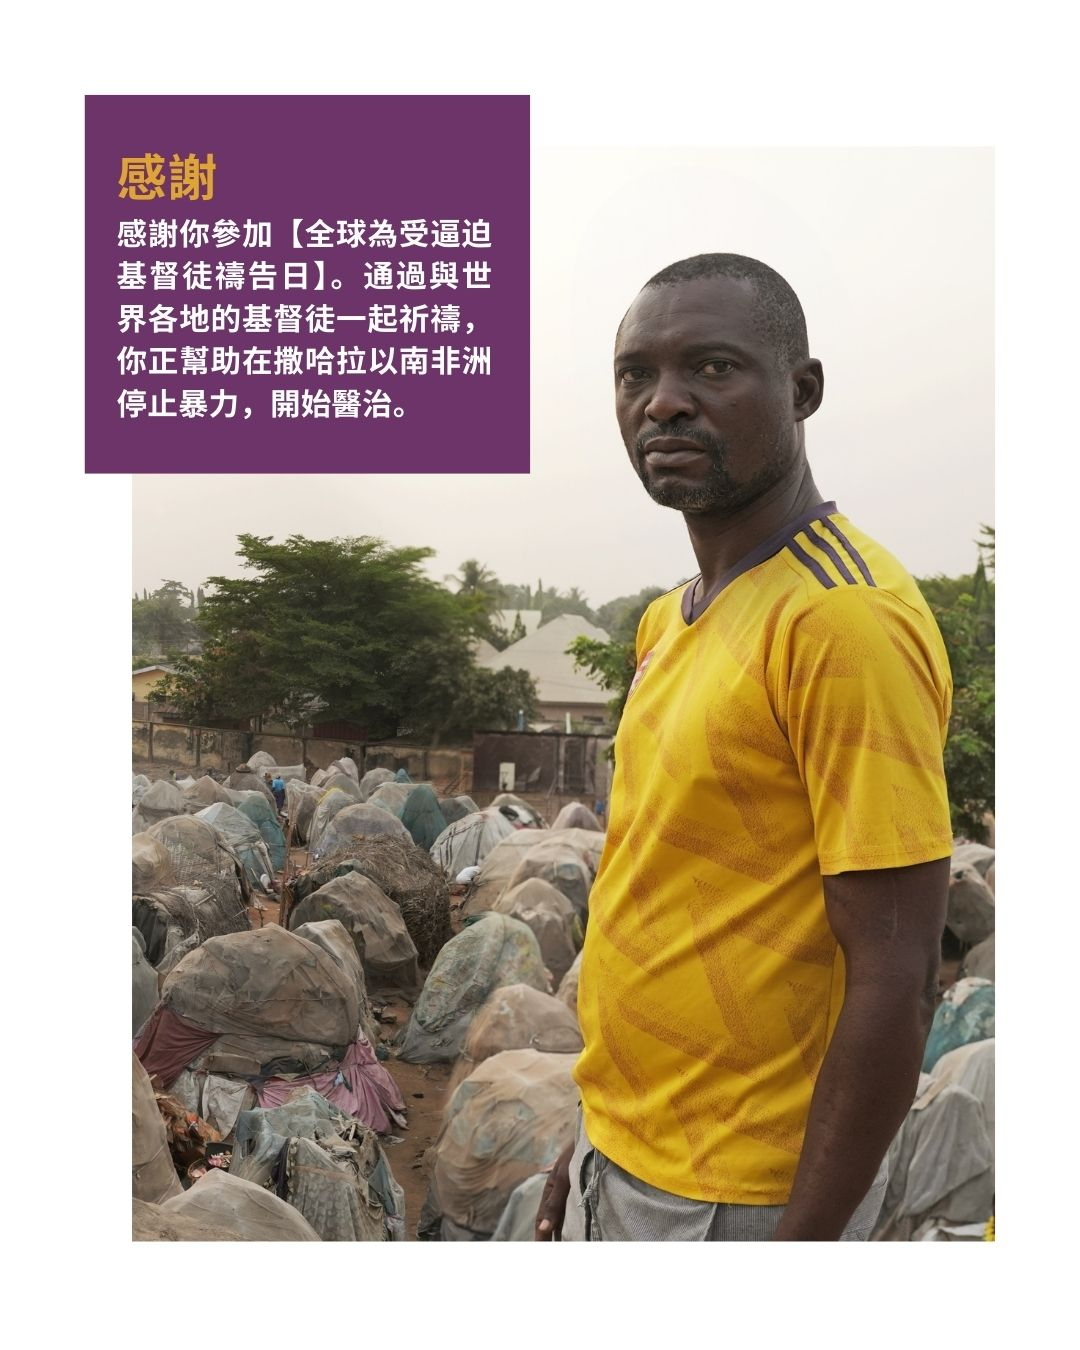 感謝
感謝你參加【全球為受逼迫
基督徒禱告日】。通過與世
界各地的基督徒一起祈禱，
你正幫助在撒哈拉以南非洲
停止暴力，開始醫治。